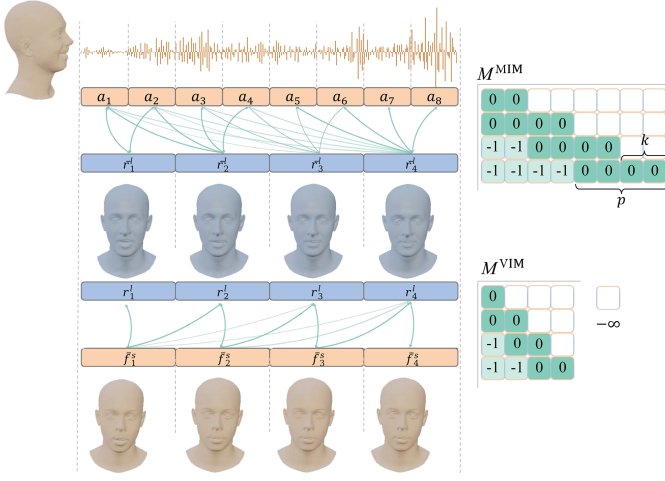 a₁ a₂ a₃ a₄ a₅ a₆ a₇ a₈
r₁ˡ r₂ˡ r₃ˡ r₄ˡ
r₁ˡ r₂ˡ r₃ˡ r₄ˡ
f̄₁ˢ f̄₂ˢ f̄₃ˢ f̄₄ˢ
M^MIM
0 0
0 0 0 0
-1 -1 0 0 0 0
k
-1 -1 -1 -1 0 0 0 0
p
M^VIM
0
0 0
-1 0 0
-1 -1 0 0
−∞